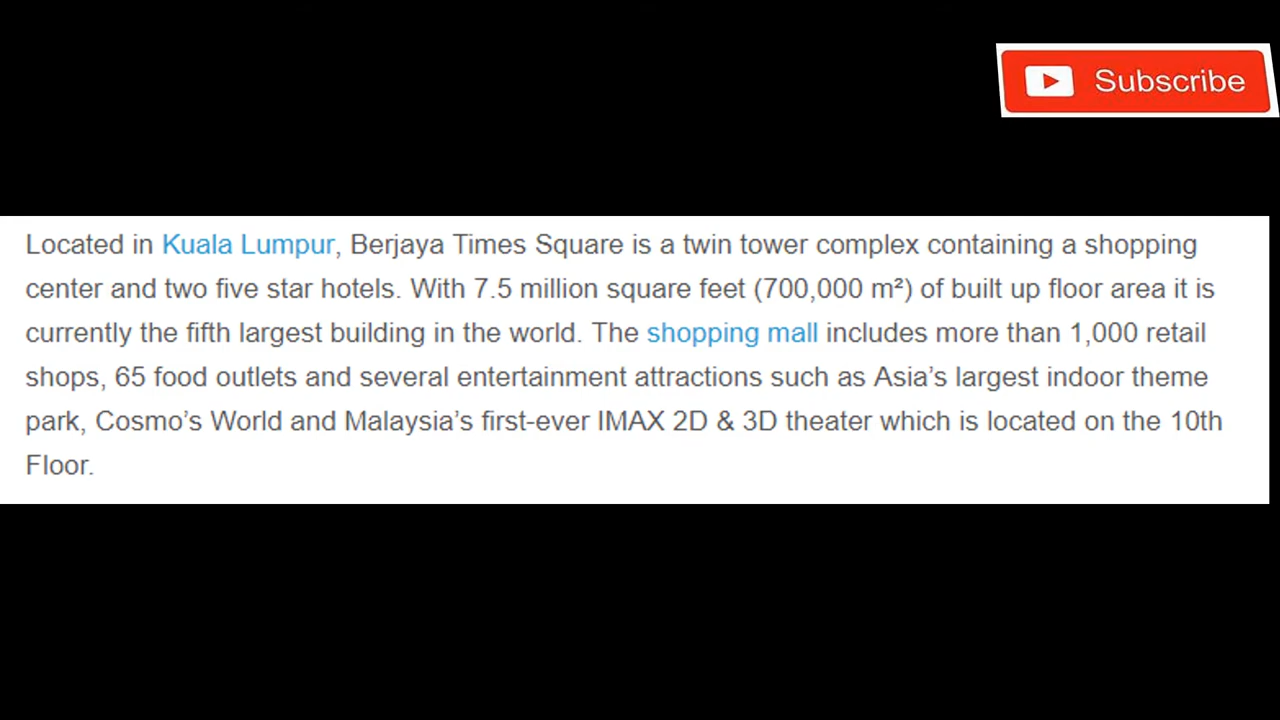 Subscribe
Located in Kuala Lumpur, Berjaya Times Square is a twin tower complex containing a shopping
center and two five star hotels. With 7.5 million square feet (700,000 m²) of built up floor area it is
currently the fifth largest building in the world. The shopping mall includes more than 1,000 retail
shops, 65 food outlets and several entertainment attractions such as Asia’s largest indoor theme
park, Cosmo’s World and Malaysia’s first-ever IMAX 2D & 3D theater which is located on the 10th
Floor.